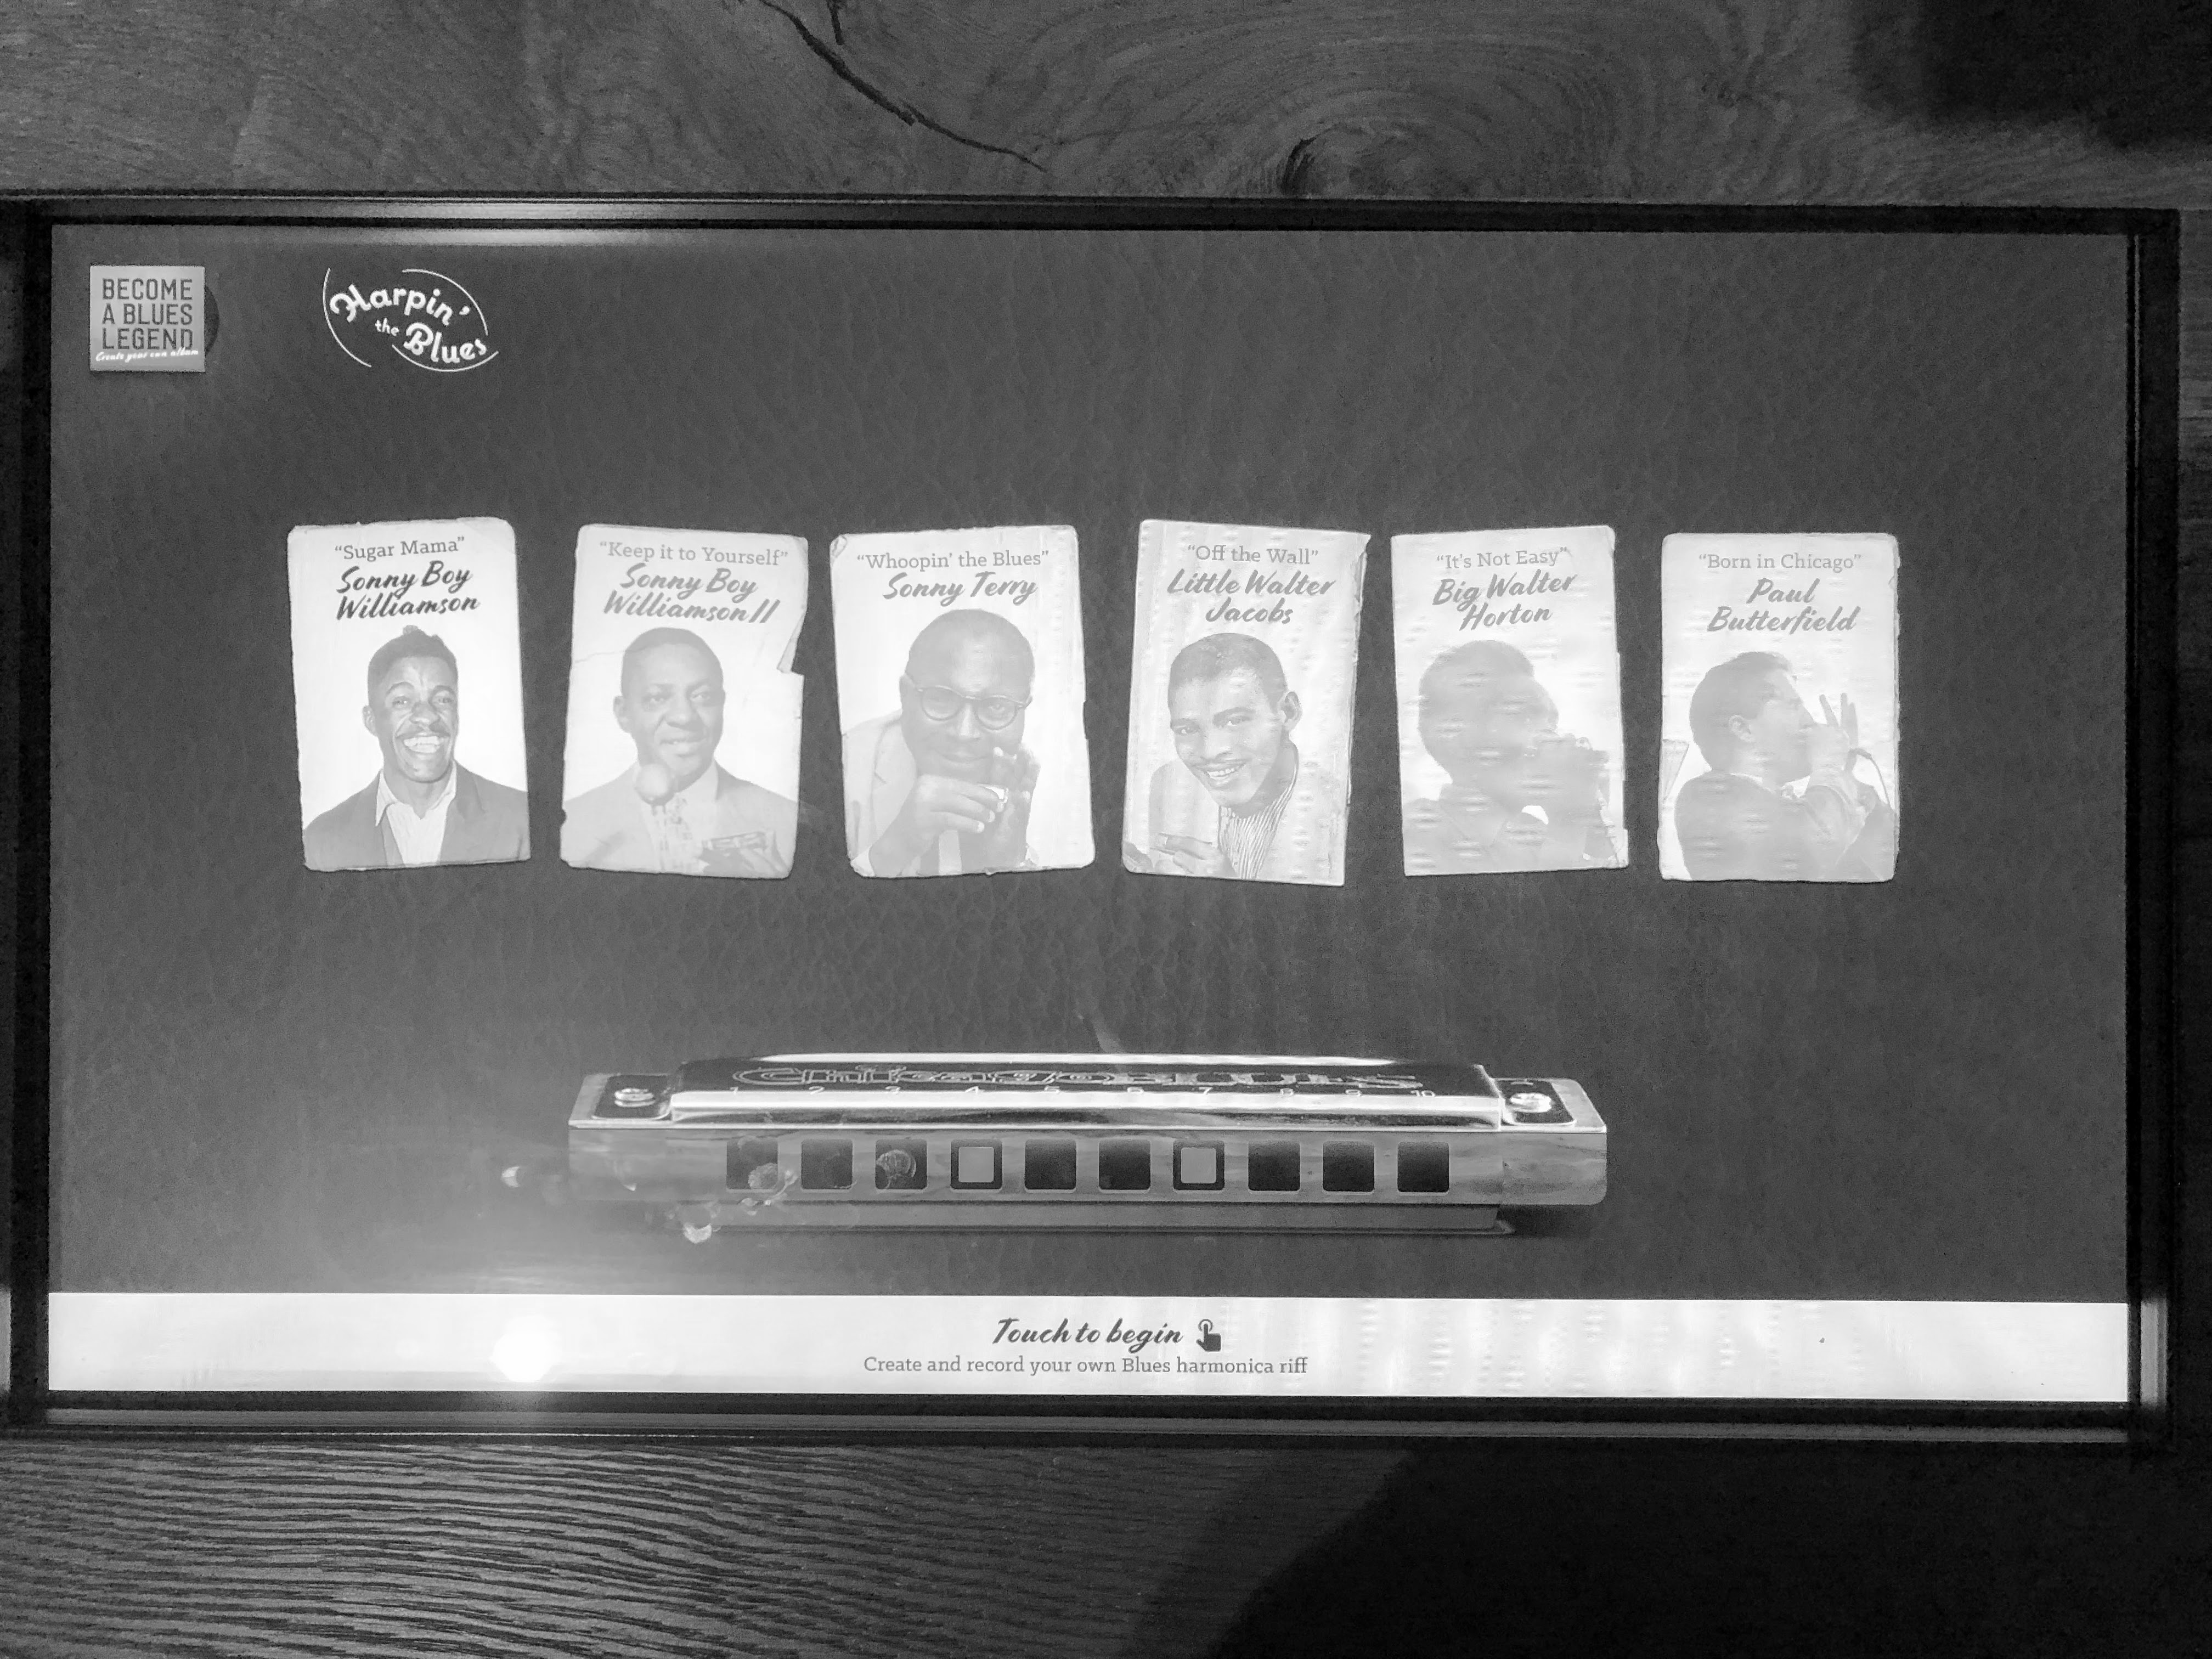 BECOME
A BLUES
LEGEND
Create your own album
Harpin'
the Blues
“Sugar Mama”
Sonny Boy
Williamson
“Keep it to Yourself”
Sonny Boy
Williamson II
“Whoopin’ the Blues”
Sonny Terry
“Off the Wall”
Little Walter
Jacobs
“It’s Not Easy”
Big Walter
Horton
“Born in Chicago”
Paul
Butterfield
Chicago BLUES
1 2 3 4 5 6 7 8 9 10
Touch to begin
Create and record your own Blues harmonica riff